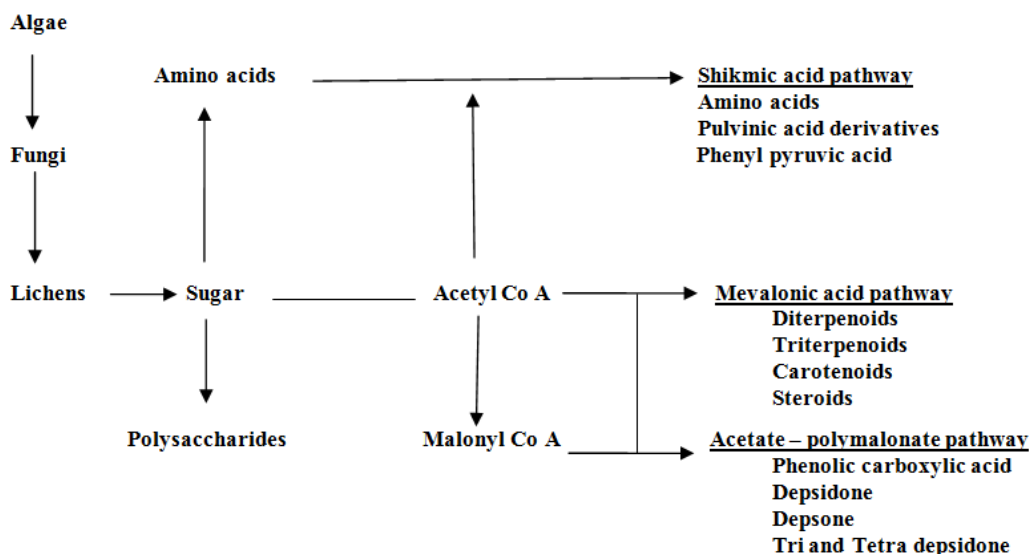 Algae
Amino acids
Shikmic acid pathway
Amino acids
Pulvinic acid derivatives
Phenyl pyruvic acid
Fungi
Lichens
Sugar
Acetyl Co A
Mevalonic acid pathway
Diterpenoids
Triterpenoids
Carotenoids
Steroids
Polysaccharides
Malonyl Co A
Acetate – polymalonate pathway
Phenolic carboxylic acid
Depsidone
Depsone
Tri and Tetra depsidone